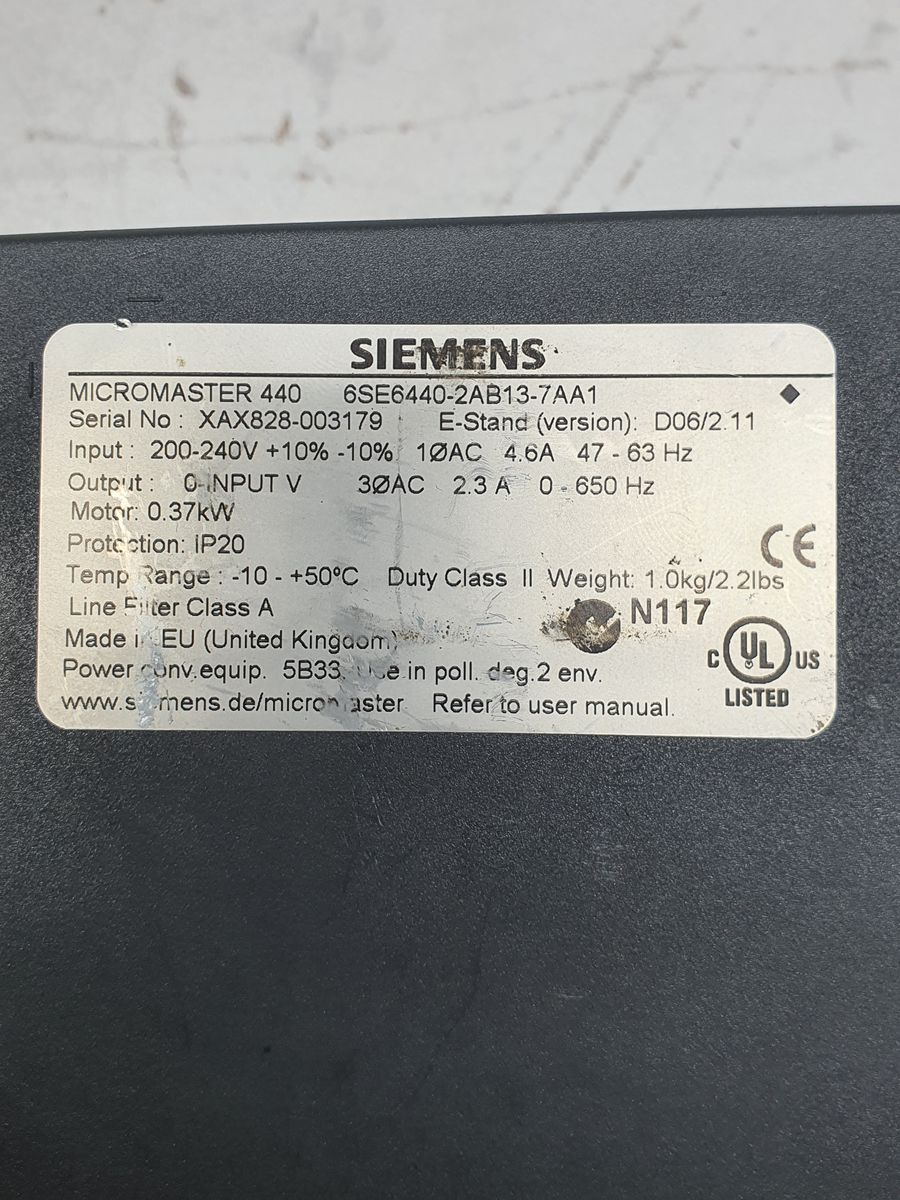 SIEMENS
MICROMASTER 440 6SE6440-2AB13-7AA1
Serial No : XAX828-003179 E-Stand (version): D06/2.11
Input : 200-240V +10% -10% 1ØAC 4.6A 47 - 63 Hz
Output : 0-INPUT V 3ØAC 2.3 A 0 - 650 Hz
Motor: 0.37kW
Protection: IP20
Temp Range : -10 - +50ºC Duty Class II Weight: 1.0kg/2.2lbs
CE
Line Filter Class A
N117
Made in EU (United Kingdom)
Power conv.equip. 5B33. Use in poll. deg.2 env.
C UL US
LISTED
www.siemens.de/micromaster Refer to user manual.